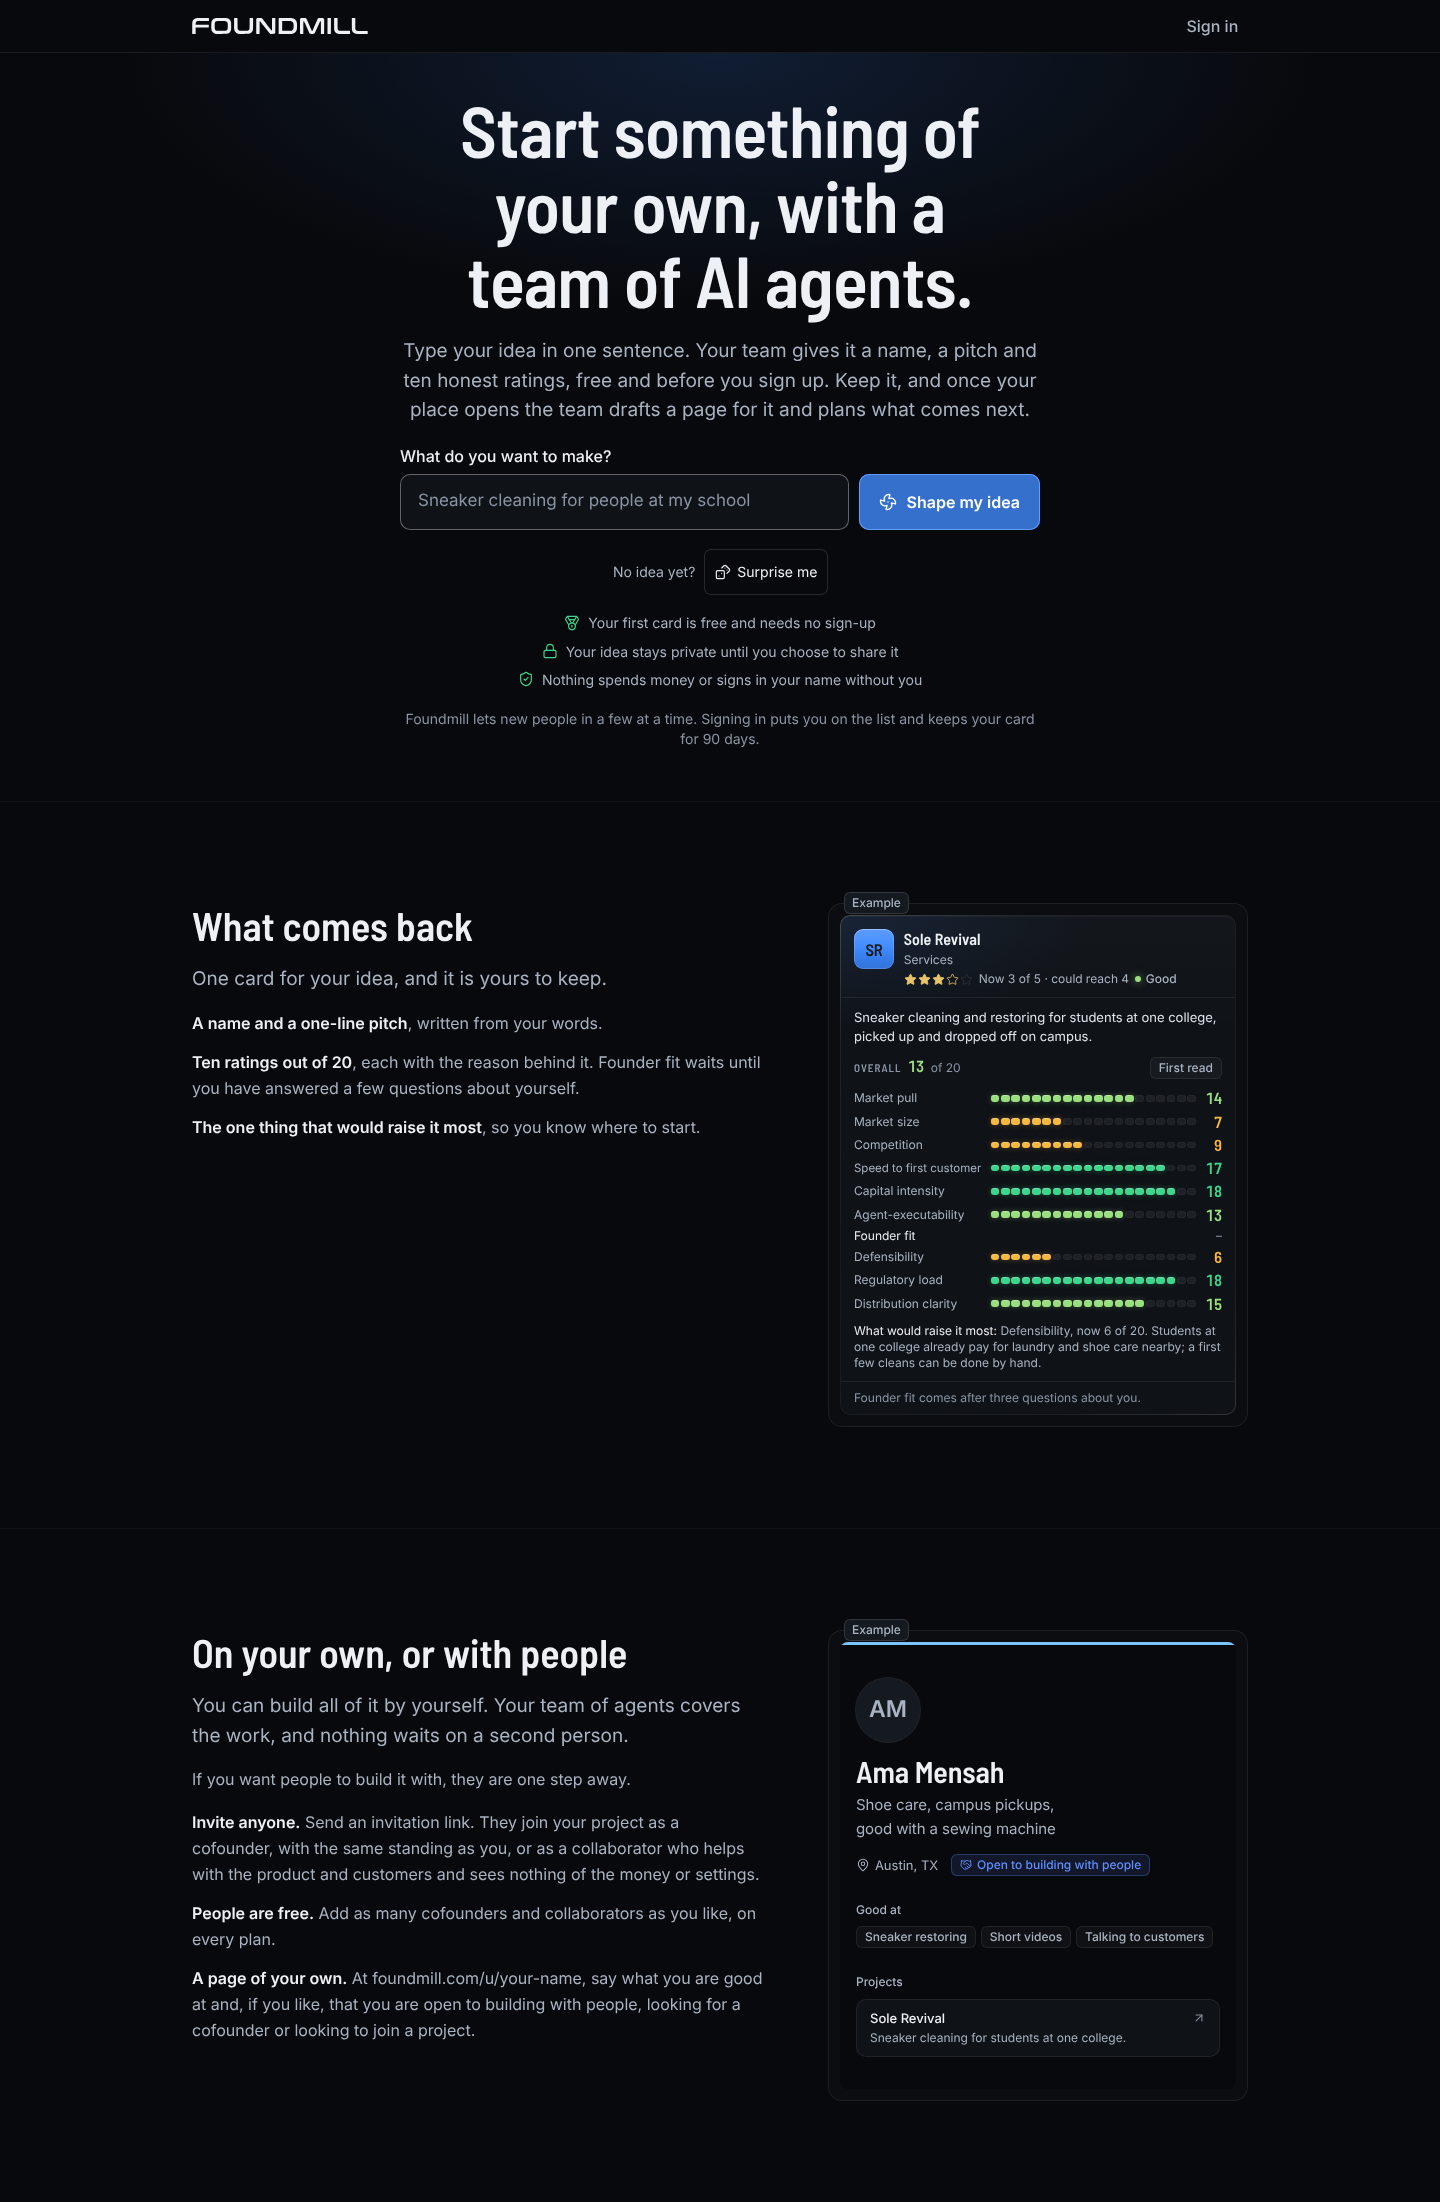 FOUNDMILL
Sign in
Start something of
your own, with a
team of AI agents.
Type your idea in one sentence. Your team gives it a name, a pitch and
ten honest ratings, free and before you sign up. Keep it, and once your
place opens the team drafts a page for it and plans what comes next.
What do you want to make?
Sneaker cleaning for people at my school
Shape my idea
No idea yet?
Surprise me
Your first card is free and needs no sign-up
Your idea stays private until you choose to share it
Nothing spends money or signs in your name without you
Foundmill lets new people in a few at a time. Signing in puts you on the list and keeps your card
for 90 days.
What comes back
One card for your idea, and it is yours to keep.
A name and a one-line pitch, written from your words.
Ten ratings out of 20, each with the reason behind it. Founder fit waits until
you have answered a few questions about yourself.
The one thing that would raise it most, so you know where to start.
Example
SR
Sole Revival
Services
Now 3 of 5 · could reach 4
Good
Sneaker cleaning and restoring for students at one college,
picked up and dropped off on campus.
OVERALL 13 of 20
First read
Market pull 14
Market size 7
Competition 9
Speed to first customer 17
Capital intensity 18
Agent-executability 13
Founder fit –
Defensibility 6
Regulatory load 18
Distribution clarity 15
What would raise it most: Defensibility, now 6 of 20. Students at
one college already pay for laundry and shoe care nearby; a first
few cleans can be done by hand.
Founder fit comes after three questions about you.
On your own, or with people
You can build all of it by yourself. Your team of agents covers
the work, and nothing waits on a second person.
If you want people to build it with, they are one step away.
Invite anyone. Send an invitation link. They join your project as a
cofounder, with the same standing as you, or as a collaborator who helps
with the product and customers and sees nothing of the money or settings.
People are free. Add as many cofounders and collaborators as you like, on
every plan.
A page of your own. At foundmill.com/u/your-name, say what you are good
at and, if you like, that you are open to building with people, looking for a
cofounder or looking to join a project.
Example
AM
Ama Mensah
Shoe care, campus pickups,
good with a sewing machine
Austin, TX
Open to building with people
Good at
Sneaker restoring
Short videos
Talking to customers
Projects
Sole Revival
Sneaker cleaning for students at one college.